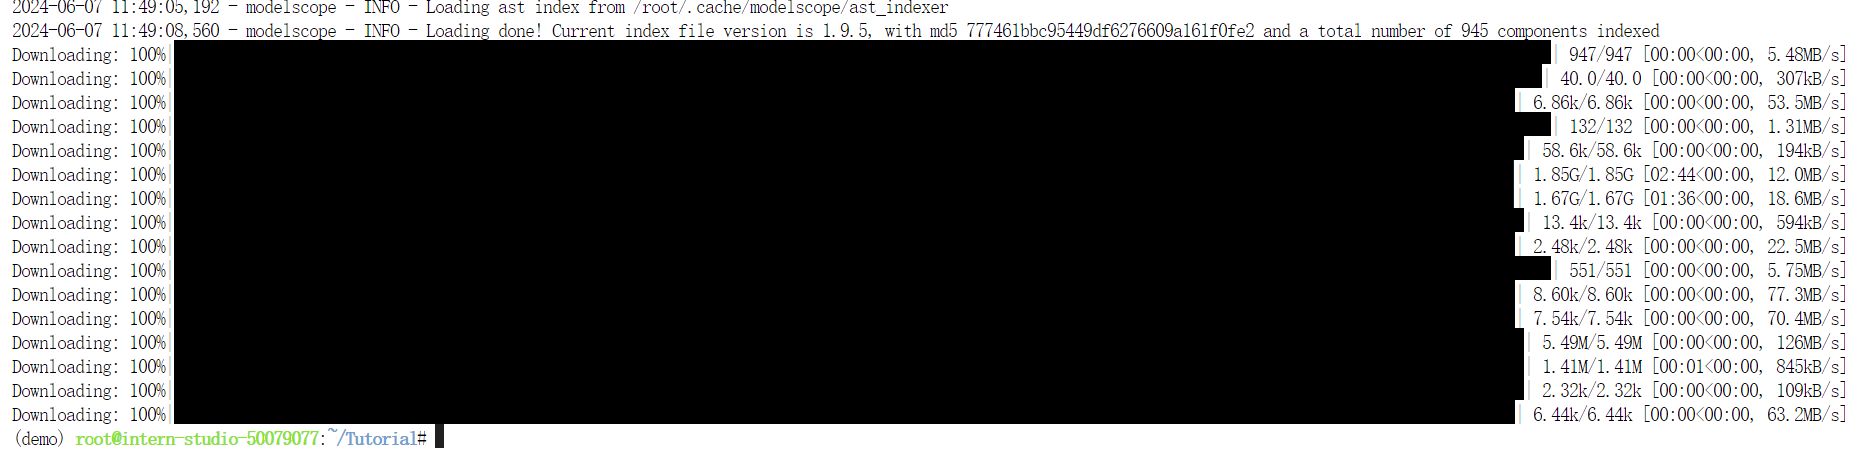 2024-06-07 11:49:05,192 - modelscope - INFO - Loading ast index from /root/.cache/modelscope/ast_indexer
2024-06-07 11:49:08,560 - modelscope - INFO - Loading done! Current index file version is 1.9.5, with md5 777461bbc95449df6276609a161f0fe2 and a total number of 945 components indexed
Downloading: 100%| | 947/947 [00:00<00:00, 5.48MB/s]
Downloading: 100%| | 40.0/40.0 [00:00<00:00, 307kB/s]
Downloading: 100%| | 6.86k/6.86k [00:00<00:00, 53.5MB/s]
Downloading: 100%| | 132/132 [00:00<00:00, 1.31MB/s]
Downloading: 100%| | 58.6k/58.6k [00:00<00:00, 194kB/s]
Downloading: 100%| | 1.85G/1.85G [02:44<00:00, 12.0MB/s]
Downloading: 100%| | 1.67G/1.67G [01:36<00:00, 18.6MB/s]
Downloading: 100%| | 13.4k/13.4k [00:00<00:00, 594kB/s]
Downloading: 100%| | 2.48k/2.48k [00:00<00:00, 22.5MB/s]
Downloading: 100%| | 551/551 [00:00<00:00, 5.75MB/s]
Downloading: 100%| | 8.60k/8.60k [00:00<00:00, 77.3MB/s]
Downloading: 100%| | 7.54k/7.54k [00:00<00:00, 70.4MB/s]
Downloading: 100%| | 5.49M/5.49M [00:00<00:00, 126MB/s]
Downloading: 100%| | 1.41M/1.41M [00:01<00:00, 845kB/s]
Downloading: 100%| | 2.32k/2.32k [00:00<00:00, 109kB/s]
Downloading: 100%| | 6.44k/6.44k [00:00<00:00, 63.2MB/s]
(demo) root@intern-studio-50079077:~/Tutorial#